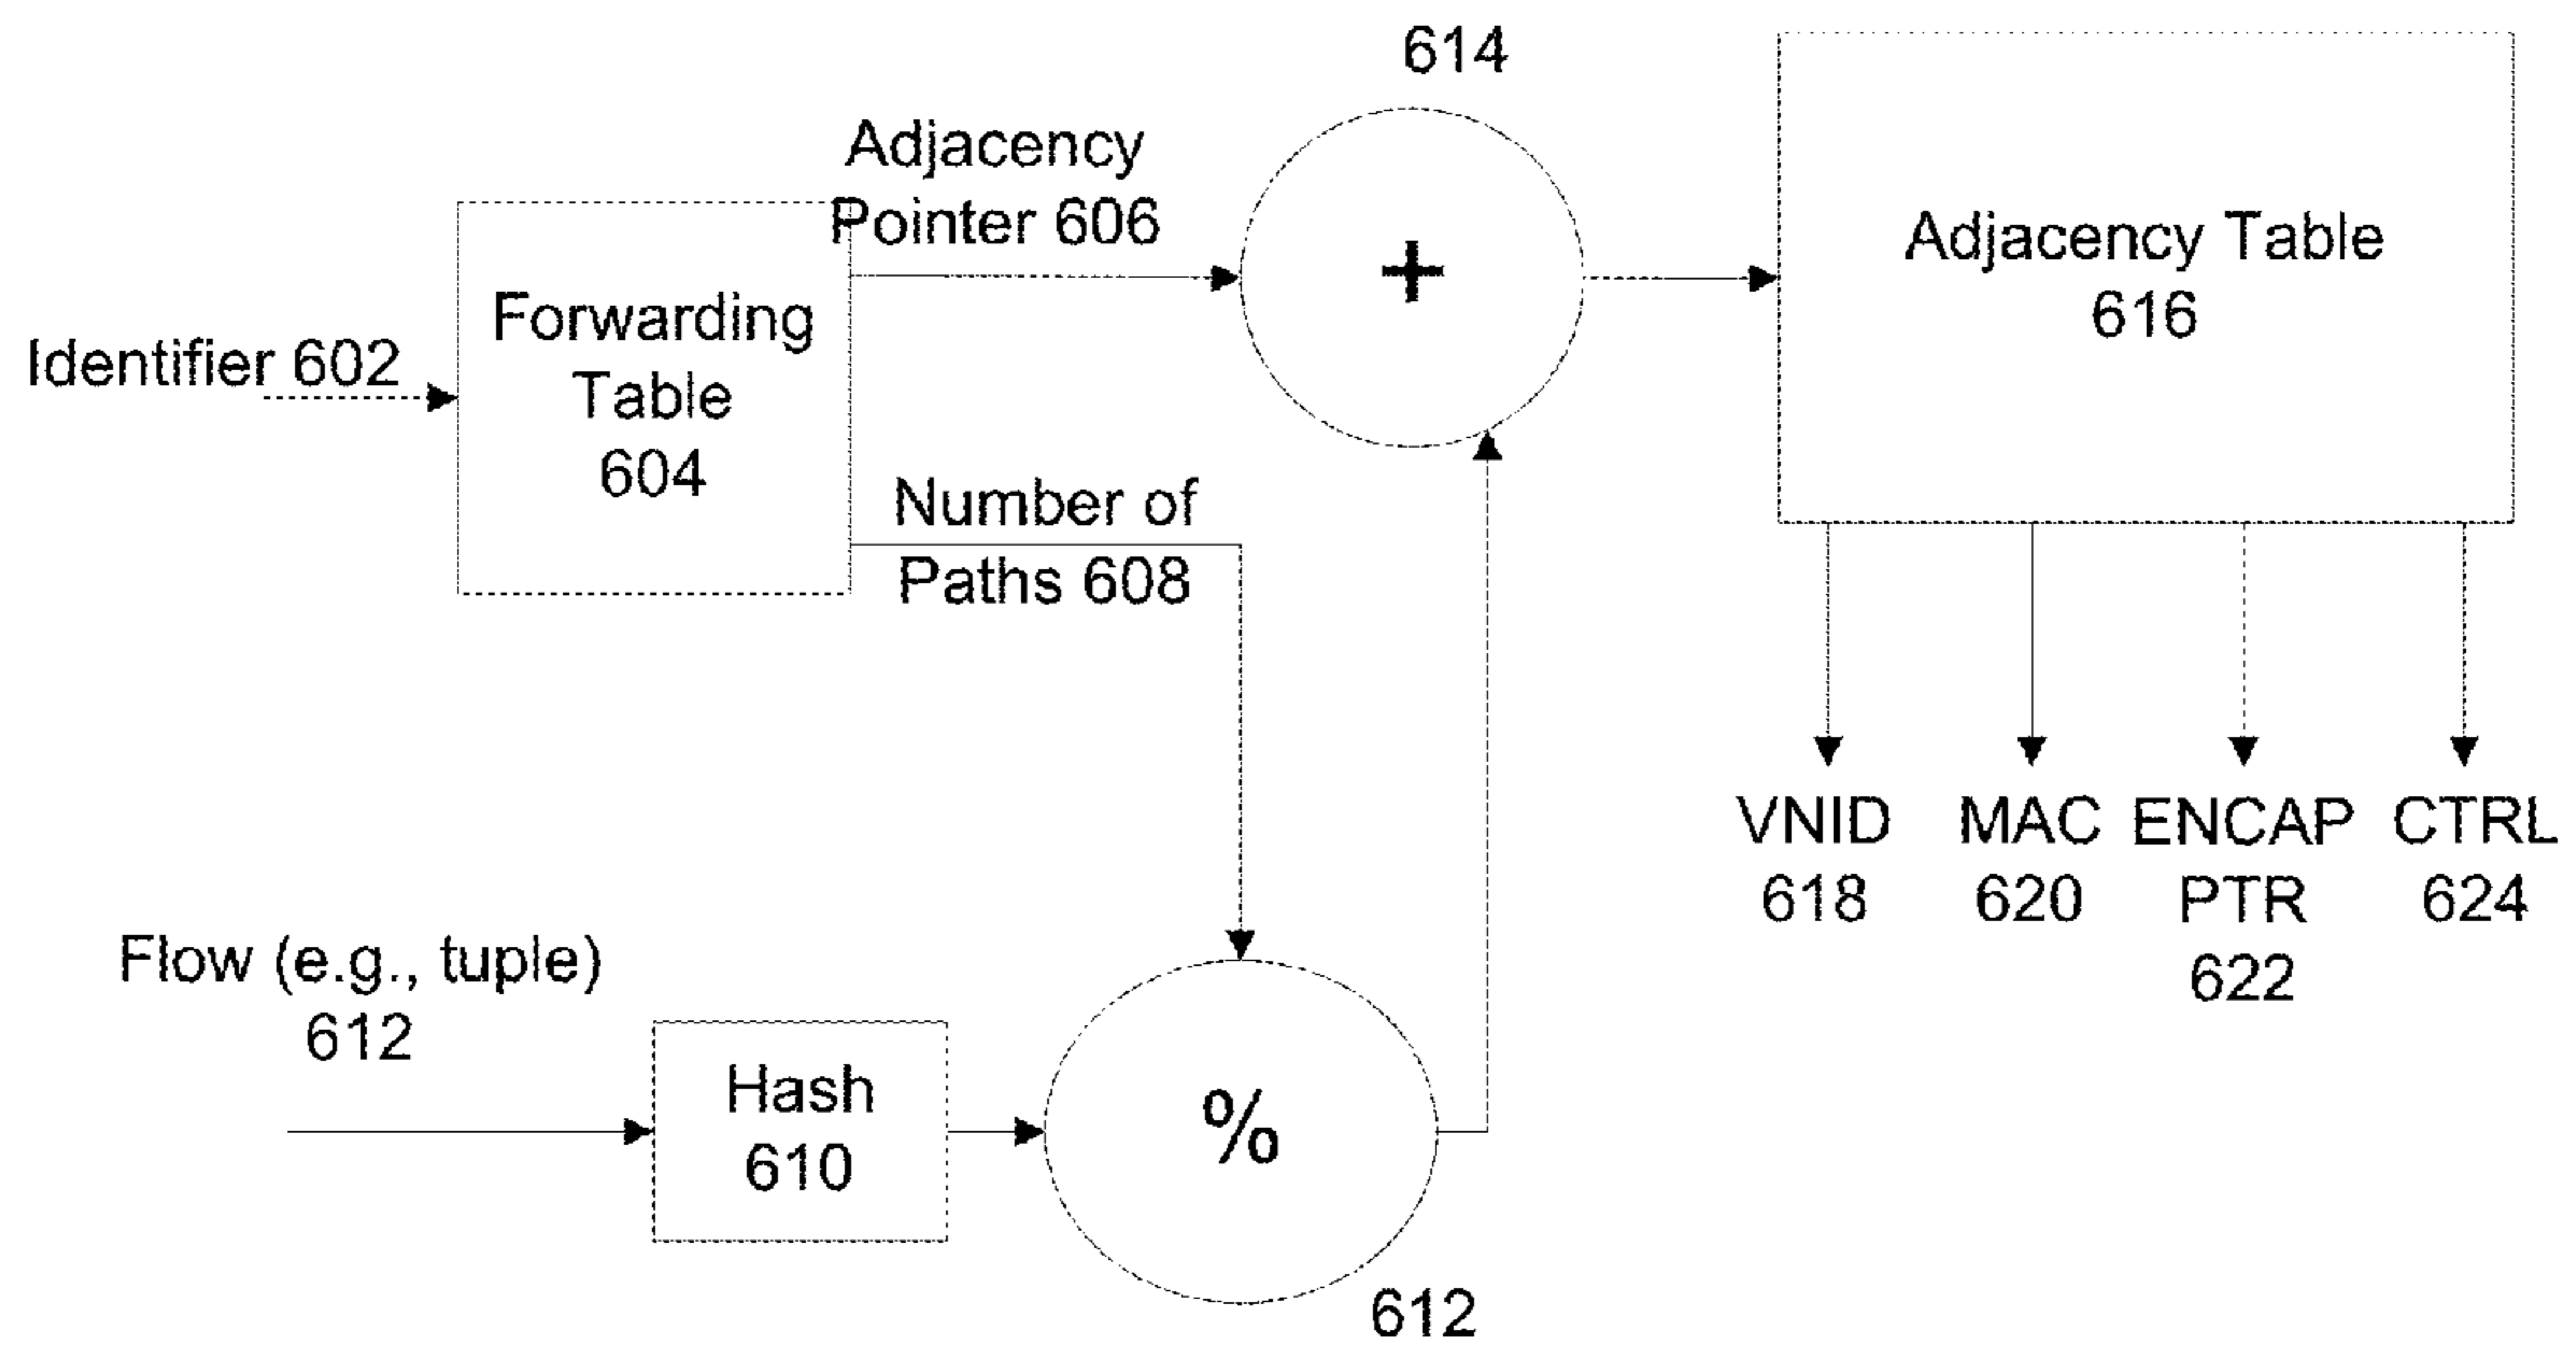 614
Adjacency
Pointer 606
Adjacency Table
616
Identifier 602
Forwarding
Table
604
+
Number of
Paths 608
VNID
618
MAC
620
ENCAP
PTR
622
CTRL
624
Flow (e.g., tuple)
612
Hash
610
%
612